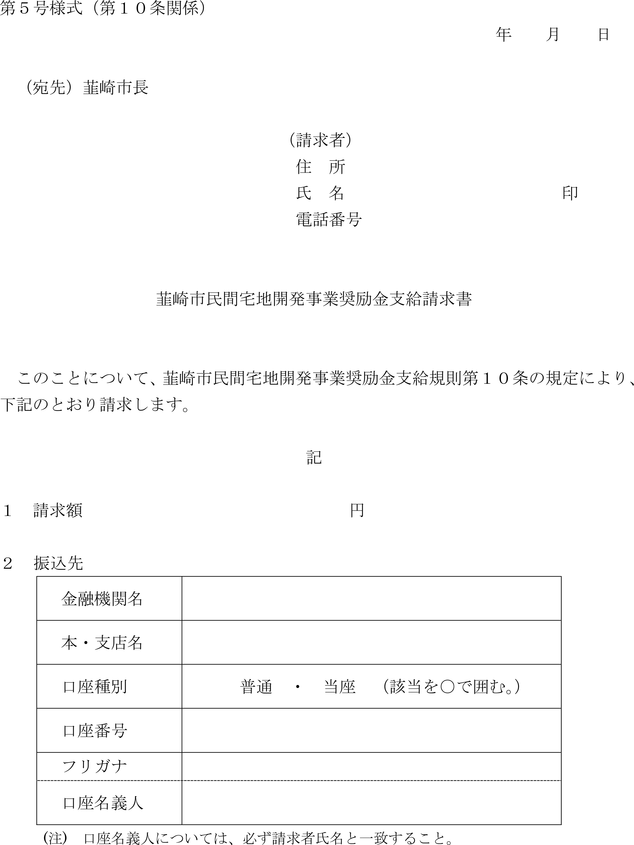 第５号様式（第１０条関係）
年　　月　　日
（宛先）韮崎市長
（請求者）
住　所
氏　名　　　　　　　　　　　　　印
電話番号
韮崎市民間宅地開発事業奨励金支給請求書
このことについて、韮崎市民間宅地開発事業奨励金支給規則第１０条の規定により、
下記のとおり請求します。
記
１　請求額　　　　　　　　　　　　　　　　円
２　振込先
金融機関名
本・支店名
口座種別　　　普通　・　当座　（該当を○で囲む。）
口座番号
フリガナ
口座名義人
(注)　口座名義人については、必ず請求者氏名と一致すること。